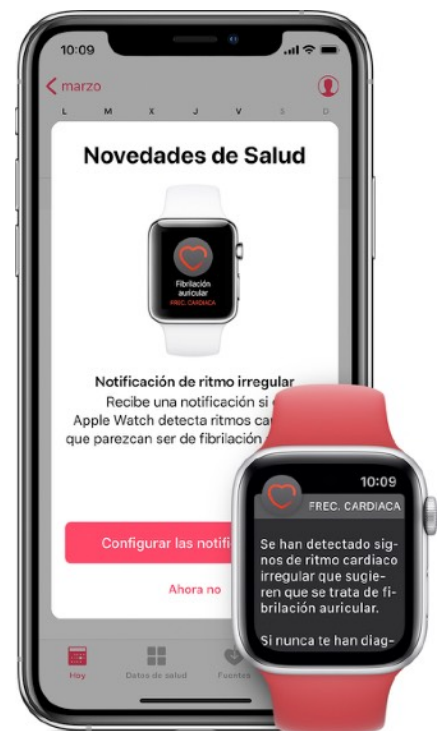 10:09
marzo
L M X J V S D
Novedades de Salud
Fibrilación
auricular
FREC. CARDIACA
Notificación de ritmo irregular
Recibe una notificación si
Apple Watch detecta ritmos
que parezcan ser de fibrilación
Configurar las
Ahora no
Hoy
Datos de salud
Fuentes
10:09
FREC. CARDIACA
Se han detectado sig-
nos de ritmo cardiaco
irregular que sugie-
ren que se trata de fi-
brilación auricular.
Si nunca te han diag-